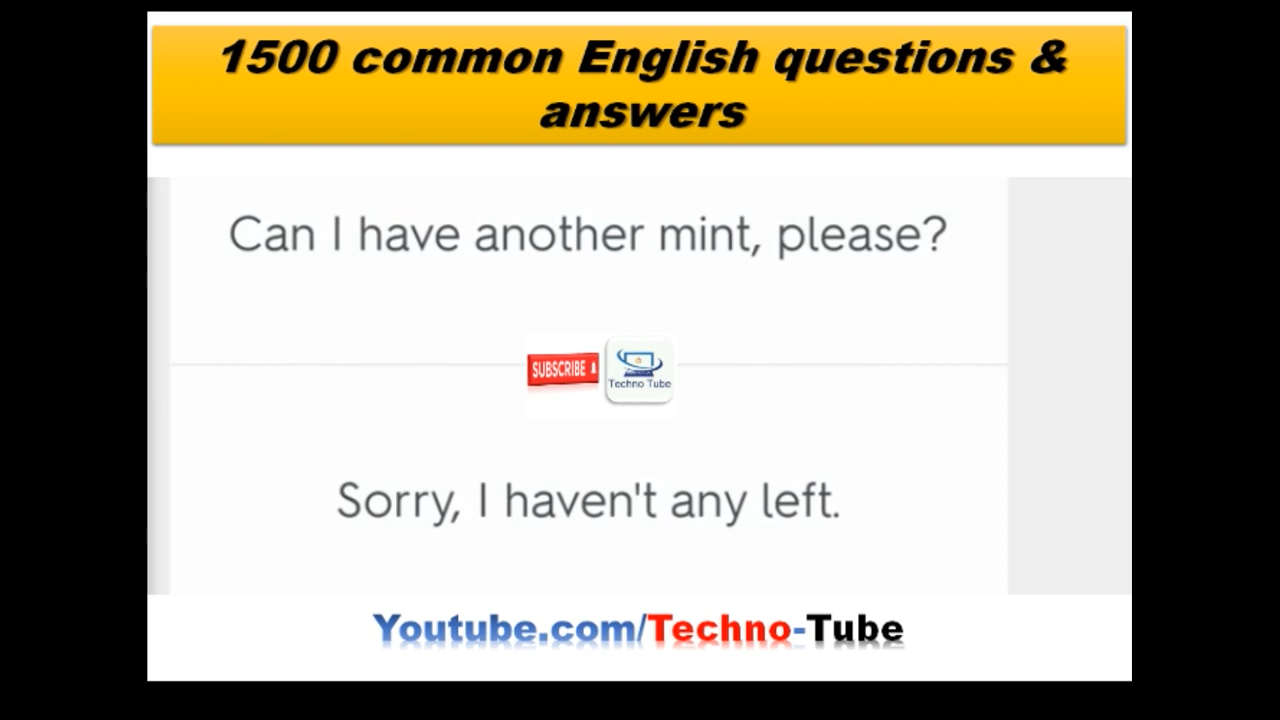 1500 common English questions &
answers
Can I have another mint, please?
SUBSCRIBE
Techno Tube
Sorry, I haven't any left.
Youtube.com/Techno-Tube